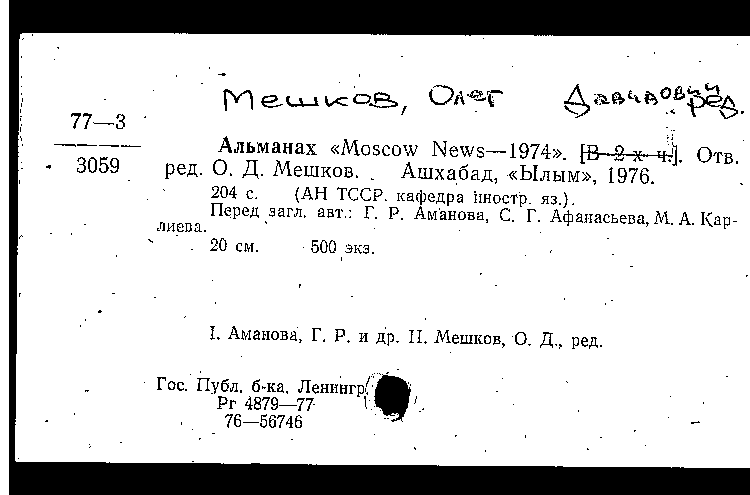 Мешков, Олег Давидович ред.
77—3
3059
Альманах «Moscow News—1974». [В 2-х ч.]. Отв.
ред. О. Д. Мешков. Ашхабад, «Ылым», 1976.
204 с. (АН ТССР. кафедра иностр. яз.).
Перед загл. авт.: Г. Р. Аманова, С. Г. Афанасьева, М. А. Кар-
лиева.
20 см. 500 экз.
I. Аманова, Г. Р. и др. II. Мешков, О. Д., ред.
Гос. Публ. б-ка, Ленингр.
Рг 4879—77
76—56746